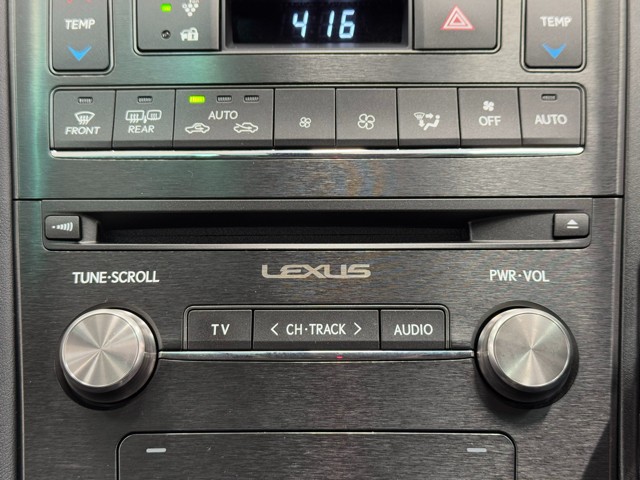 TEMP
416
TEMP
FRONT
REAR
AUTO
OFF
AUTO
TUNE·SCROLL
LEXUS
PWR·VOL
TV
< CH·TRACK >
AUDIO